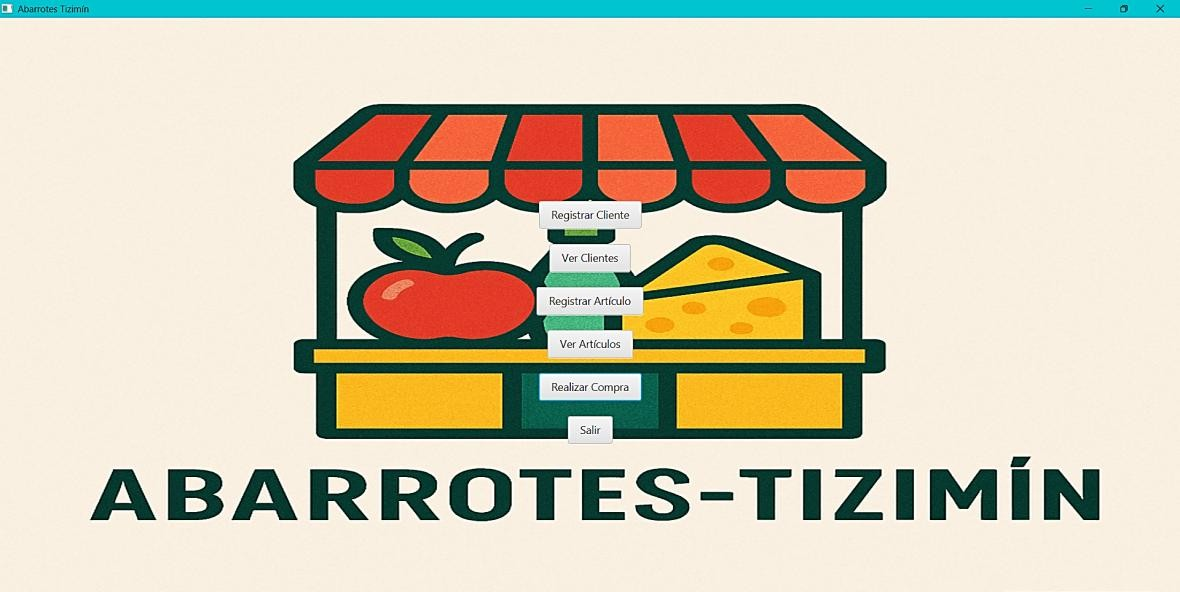 Abarrotes Tizimín
Registrar Cliente
Ver Clientes
Registrar Artículo
Ver Artículos
Realizar Compra
Salir
ABARROTES-TIZIMÍN